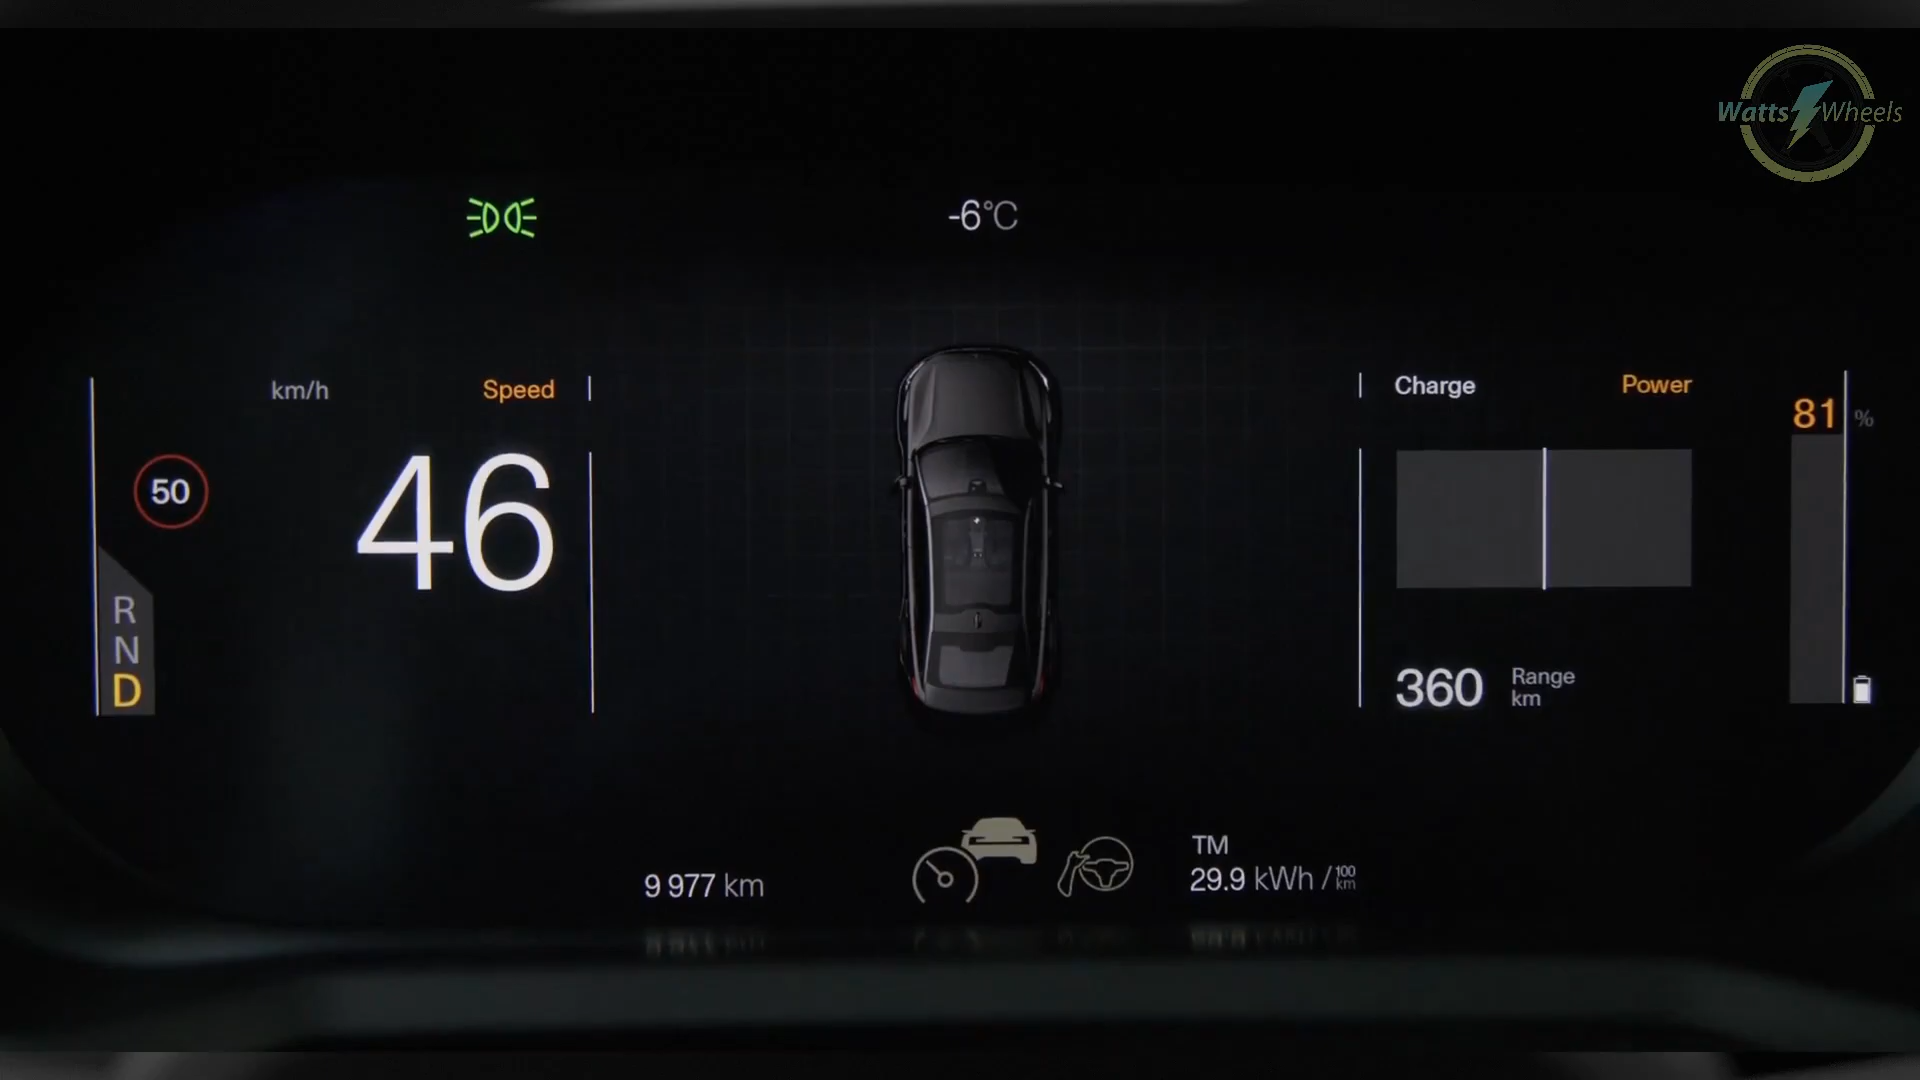 Watts Wheels
-6°C
km/h Speed
50
46
R
N
D
Charge Power
81 %
360 Range km
9 977 km
TM
29.9 kWh / 100 km